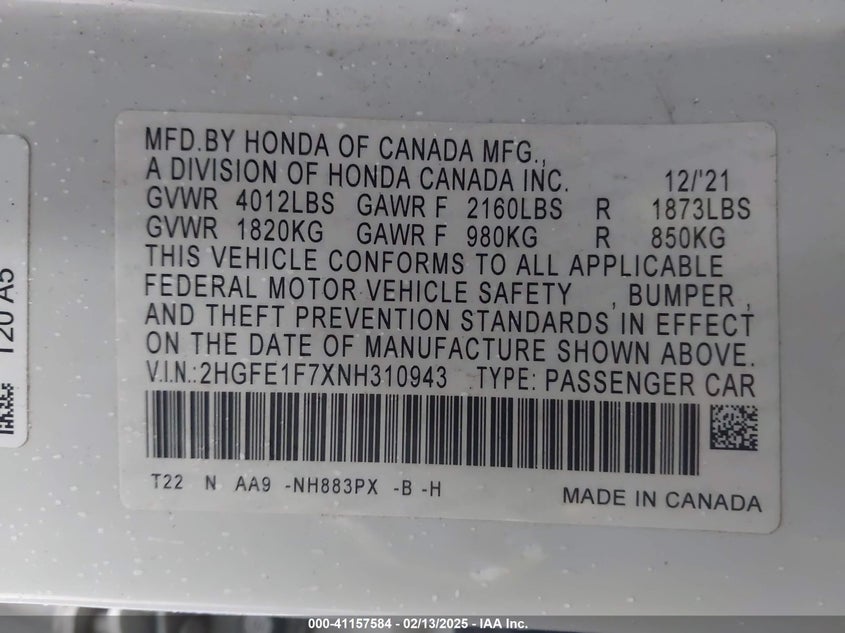 MFD.BY HONDA OF CANADA MFG.,
A DIVISION OF HONDA CANADA INC. 12/'21
GVWR 4012LBS GAWR F 2160LBS R 1873LBS
GVWR 1820KG GAWR F 980KG R 850KG
THIS VEHICLE CONFORMS TO ALL APPLICABLE
FEDERAL MOTOR VEHICLE SAFETY , BUMPER ,
AND THEFT PREVENTION STANDARDS IN EFFECT
ON THE DATE OF MANUFACTURE SHOWN ABOVE.
V.I.N.:2HGFE1F7XNH310943 TYPE: PASSENGER CAR
T22 N AA9 -NH883PX -B -H
MADE IN CANADA
T20 A5
000-41157584 - 02/13/2025 - IAA Inc.